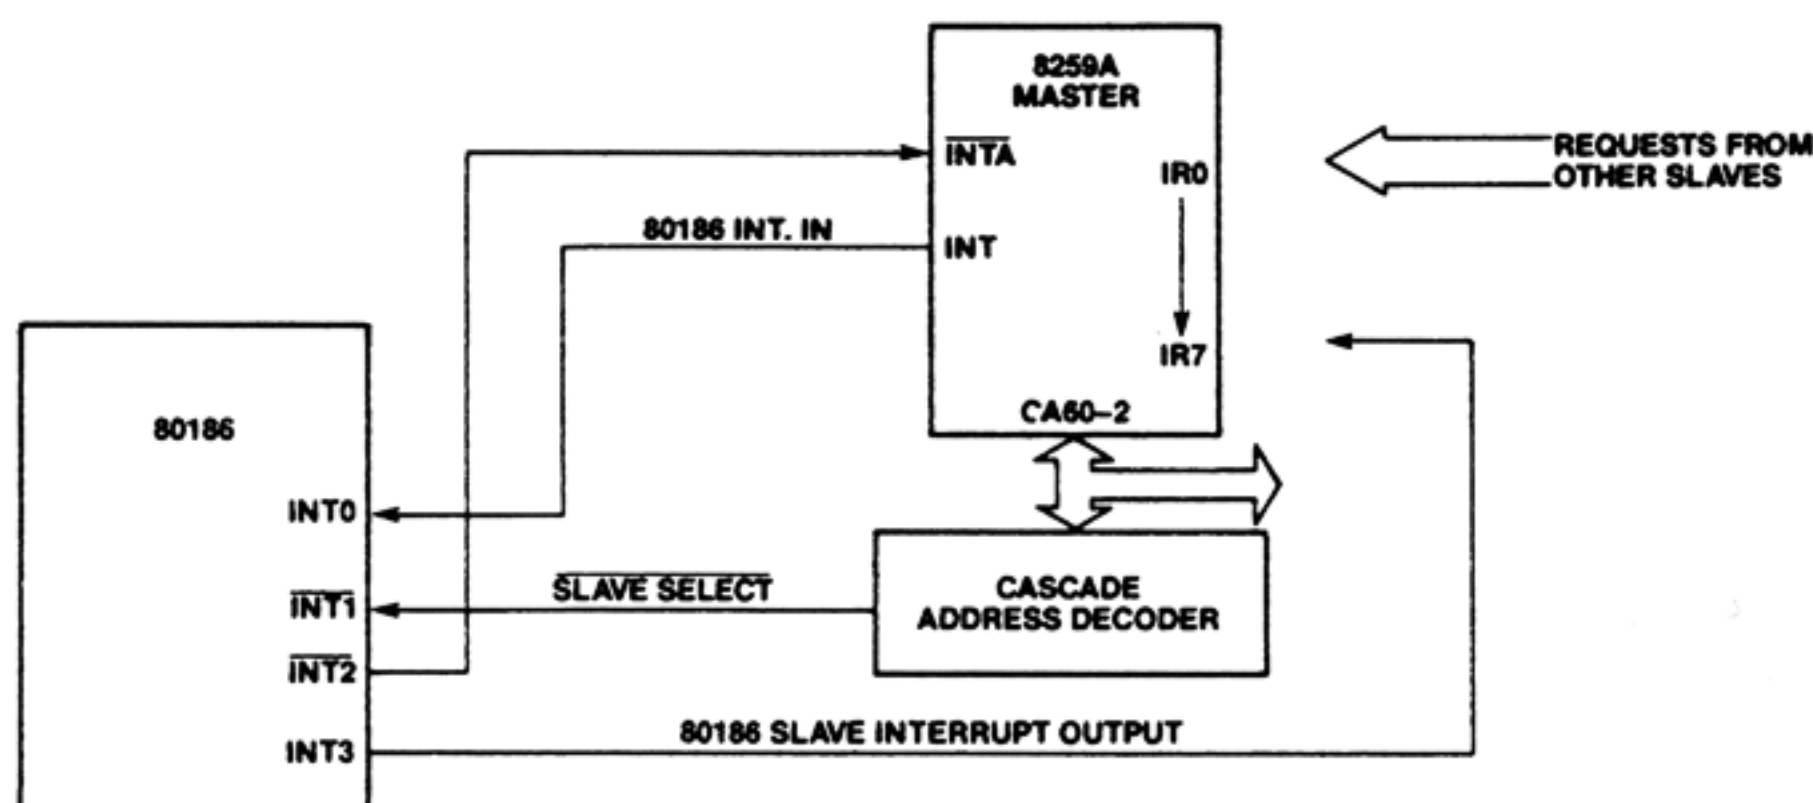 8259A
MASTER
INTA
IR0
REQUESTS FROM
OTHER SLAVES
80186 INT. IN
INT
IR7
CA60-2
80186
INT0
SLAVE SELECT
CASCADE
ADDRESS DECODER
INT1
INT2
80186 SLAVE INTERRUPT OUTPUT
INT3